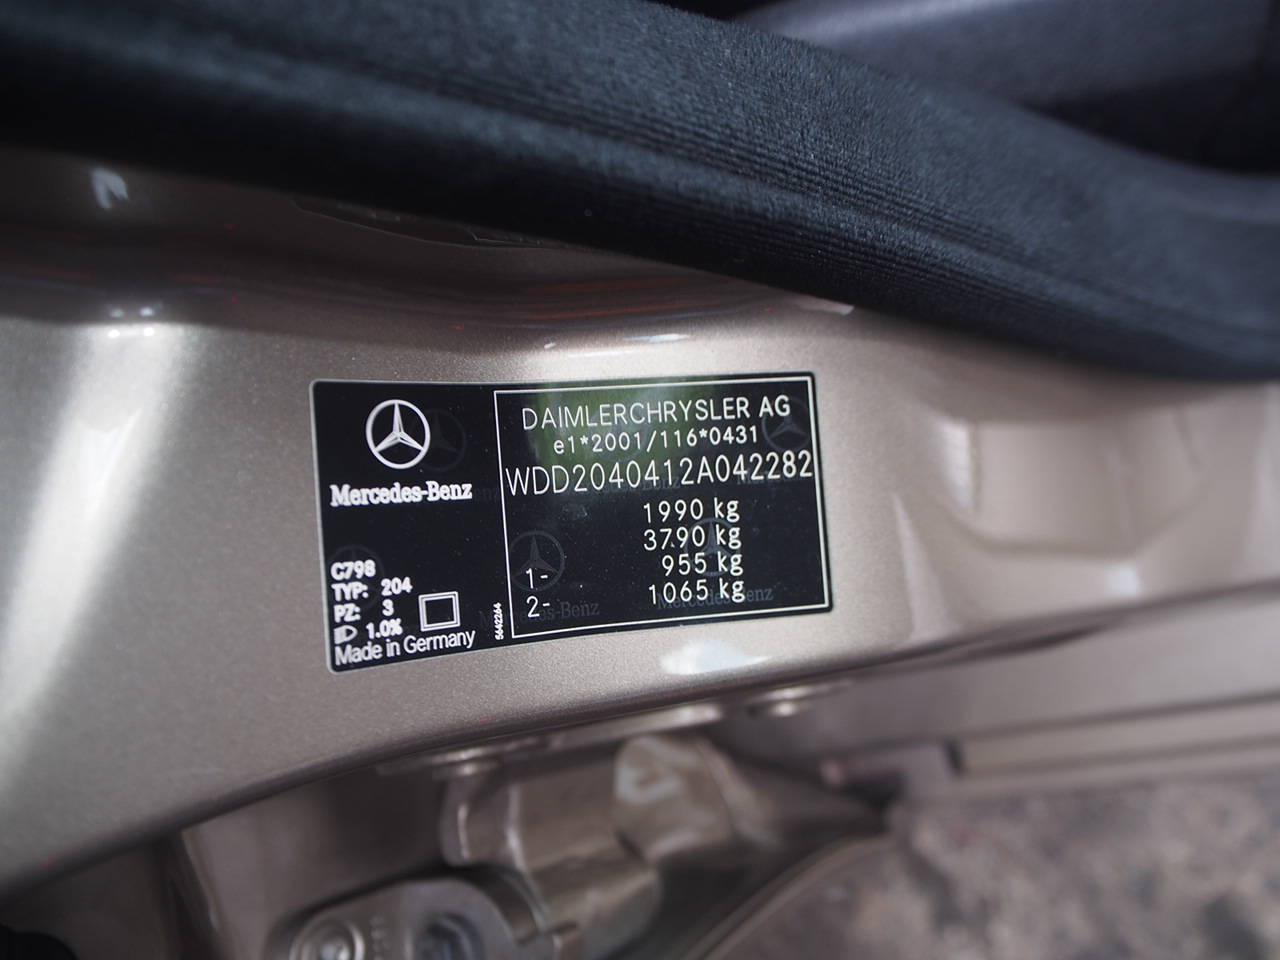 Mercedes-Benz
C798
TYP: 204
PZ: 3
1.0%
Made in Germany
5642264
DAIMLERCHRYSLER AG
e1*2001/116*0431
WDD2040412A042282
1990 kg
3790 kg
1- 955 kg
2- 1065 kg